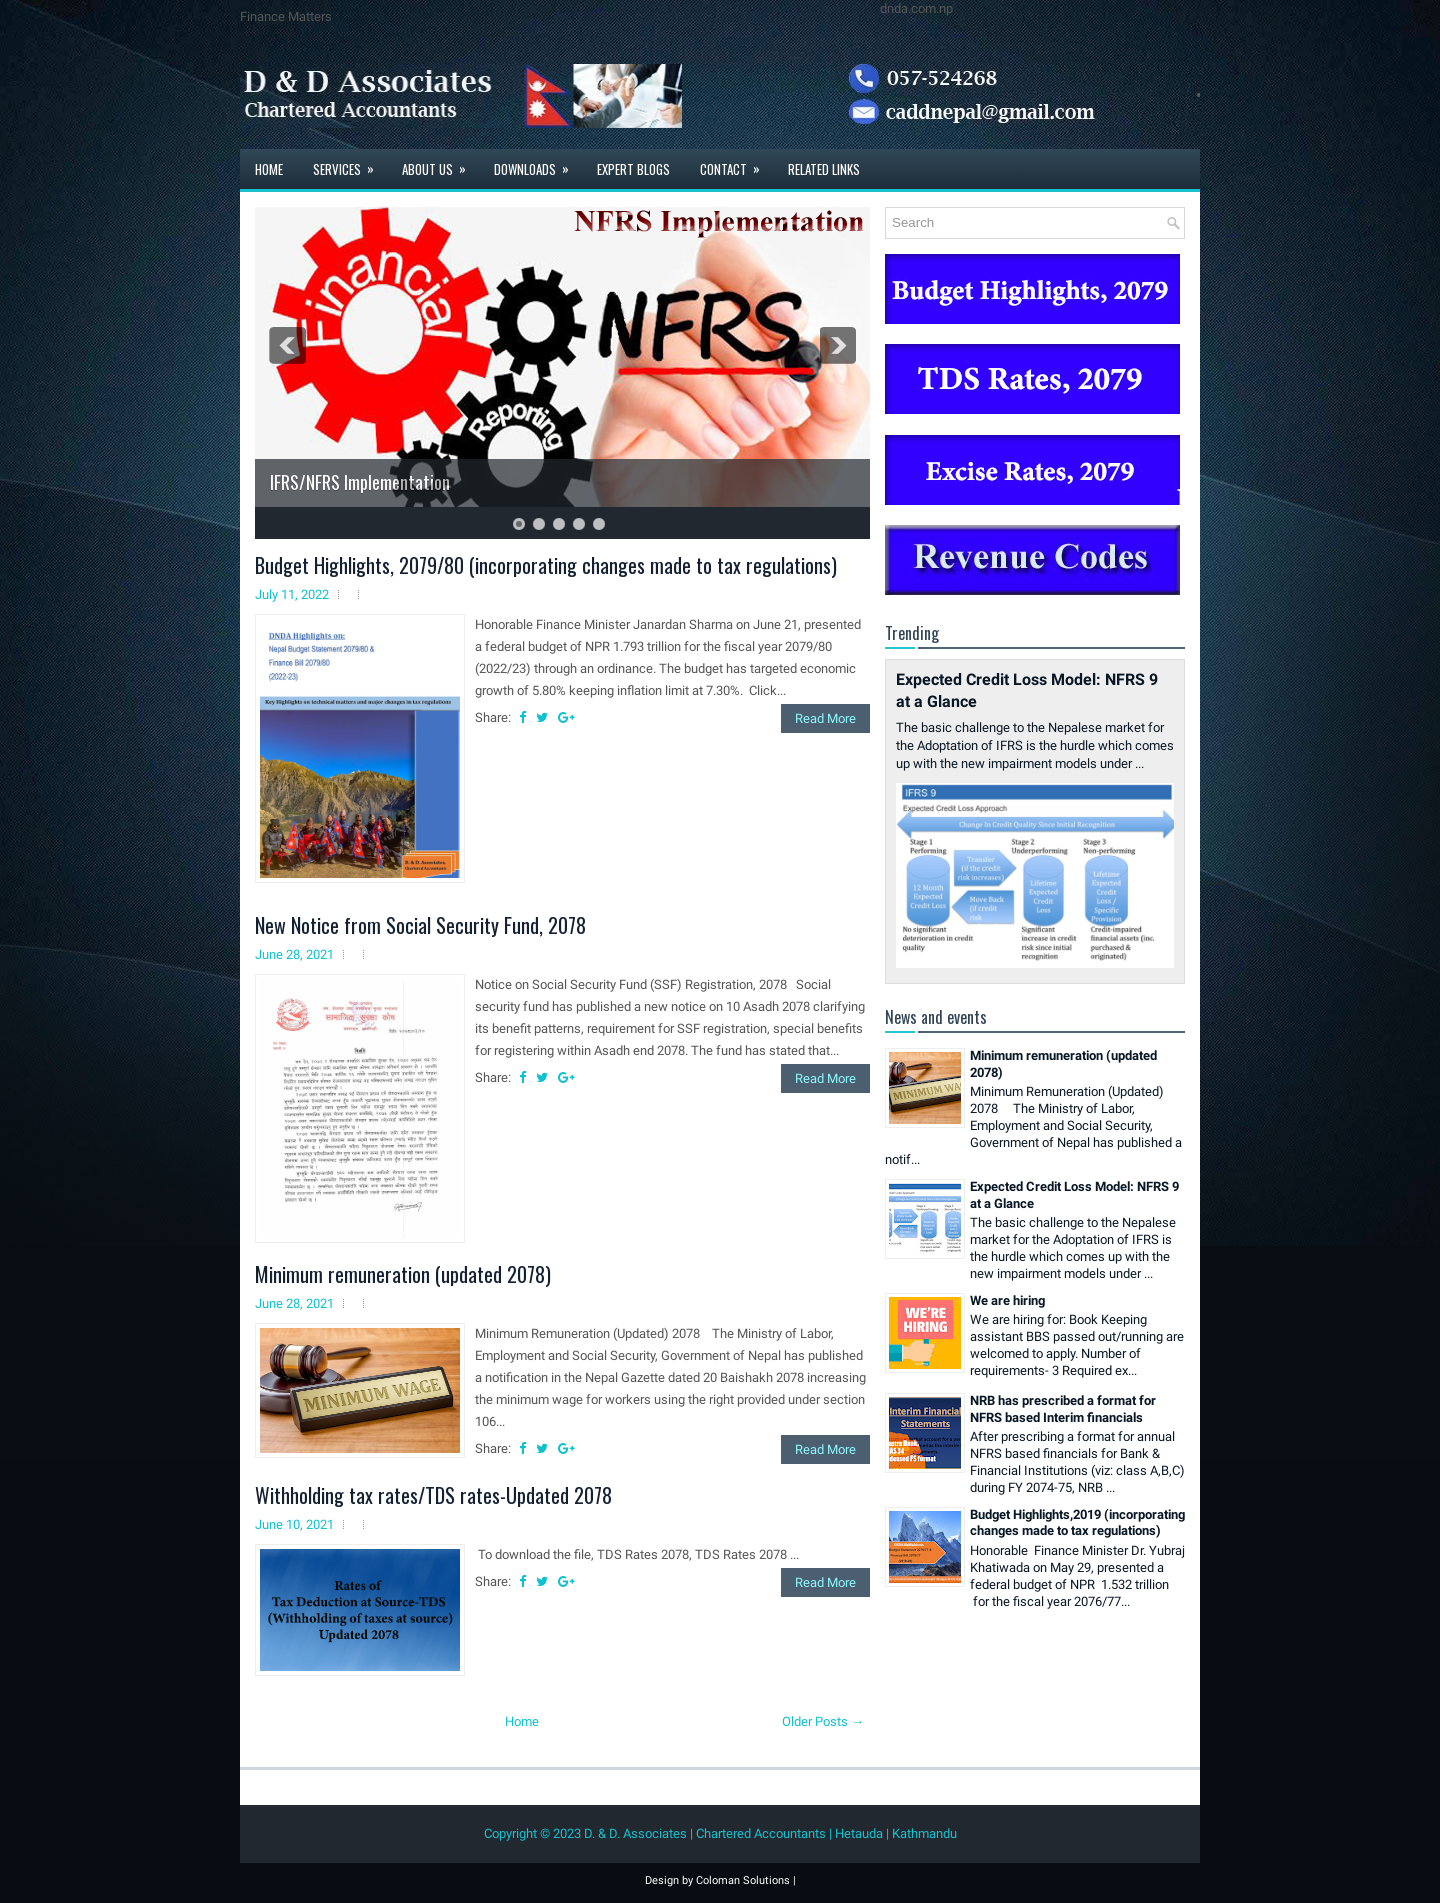 Finance Matters
dnda.com.np
D & D Associates
Chartered Accountants
057-524268
caddnepal@gmail.com
HOME
SERVICES »
ABOUT US »
DOWNLOADS »
EXPERT BLOGS
CONTACT »
RELATED LINKS
NFRS Implementation
Financial
NFRS
Reporting
IFRS/NFRS Implementation
Budget Highlights, 2079/80 (incorporating changes made to tax regulations)
July 11, 2022
DNDA Highlights on:
Nepal Budget Statement 2079/80 &
Finance Bill 2079/80
(2022-23)
Key Highlights on technical matters and major changes in tax regulations
D. & D. Associates,
Chartered Accountants
Honorable Finance Minister Janardan Sharma on June 21, presented
a federal budget of NPR 1.793 trillion for the fiscal year 2079/80
(2022/23) through an ordinance. The budget has targeted economic
growth of 5.80% keeping inflation limit at 7.30%. Click...
Share:
Read More
New Notice from Social Security Fund, 2078
June 28, 2021
सामाजिक सुरक्षा कोष
Notice on Social Security Fund (SSF) Registration, 2078 Social
security fund has published a new notice on 10 Asadh 2078 clarifying
its benefit patterns, requirement for SSF registration, special benefits
for registering within Asadh end 2078. The fund has stated that...
Share:
Read More
Minimum remuneration (updated 2078)
June 28, 2021
MINIMUM WAGE
Minimum Remuneration (Updated) 2078 The Ministry of Labor,
Employment and Social Security, Government of Nepal has published
a notification in the Nepal Gazette dated 20 Baishakh 2078 increasing
the minimum wage for workers using the right provided under section
106...
Share:
Read More
Withholding tax rates/TDS rates-Updated 2078
June 10, 2021
Rates of
Tax Deduction at Source-TDS
(Withholding of taxes at source)
Updated 2078
To download the file, TDS Rates 2078, TDS Rates 2078 ...
Share:
Read More
Home
Older Posts →
Search
Budget Highlights, 2079
TDS Rates, 2079
Excise Rates, 2079
Revenue Codes
Trending
Expected Credit Loss Model: NFRS 9
at a Glance
The basic challenge to the Nepalese market for
the Adoptation of IFRS is the hurdle which comes
up with the new impairment models under ...
IFRS 9
Expected Credit Loss Approach
Change In Credit Quality Since Initial Recognition
Stage 1
Performing
Stage 2
Underperforming
Stage 3
Non-performing
Transfer
(if the credit
risk increases)
Move Back
(if credit
risk
12 Month
Expected
Credit
Loss
Lifetime
Expected
Credit
Loss
Lifetime
Expected
Credit
Loss /
Specific
Provision
No significant
deterioration in credit
quality
Significant
increase in credit
risk since initial
recognition
Credit-impaired
financial assets (inc.
purchased &
originated)
News and events
MINIMUM WA
Minimum remuneration (updated
2078)
Minimum Remuneration (Updated)
2078 The Ministry of Labor,
Employment and Social Security,
Government of Nepal has published a
notif...
Expected Credit Loss Model: NFRS 9
at a Glance
The basic challenge to the Nepalese
market for the Adoptation of IFRS is
the hurdle which comes up with the
new impairment models under ...
WE'RE
HIRING
We are hiring
We are hiring for: Book Keeping
assistant BBS passed out/running are
welcomed to apply. Number of
requirements- 3 Required ex...
Interim Financial
Statements
NRB has prescribed a format for
NFRS based Interim financials
After prescribing a format for annual
NFRS based financials for Bank &
Financial Institutions (viz: class A,B,C)
during FY 2074-75, NRB ...
Budget Highlights,2019 (incorporating
changes made to tax regulations)
Honorable Finance Minister Dr. Yubraj
Khatiwada on May 29, presented a
federal budget of NPR 1.532 trillion
for the fiscal year 2076/77...
Copyright © 2023 D. & D. Associates | Chartered Accountants | Hetauda | Kathmandu
Design by Coloman Solutions |